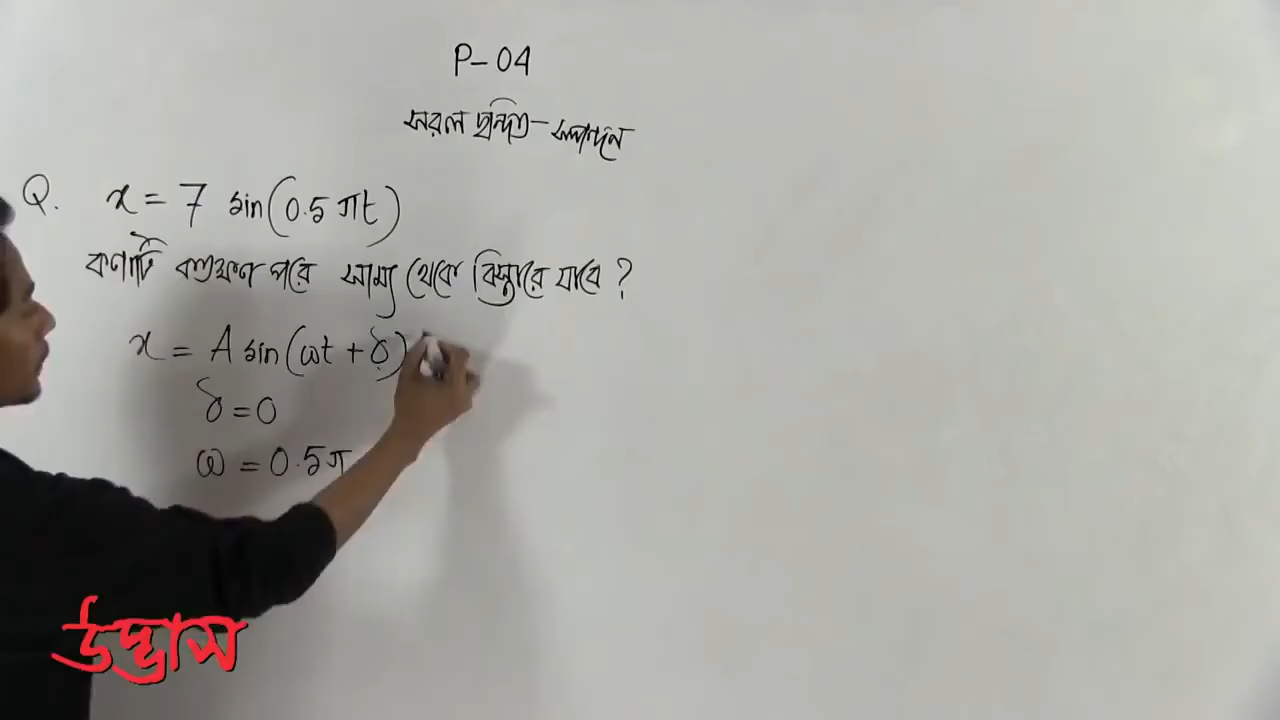 P-04
সরল ছন্দিত-স্পন্দন
Q. x = 7 sin(0.5 πt)
কণাটি কতক্ষণ পরে সাম্য থেকে বিস্তারে যাবে ?
x = A sin(ωt + δ)
δ = 0
ω = 0.5π
উদ্ভাস